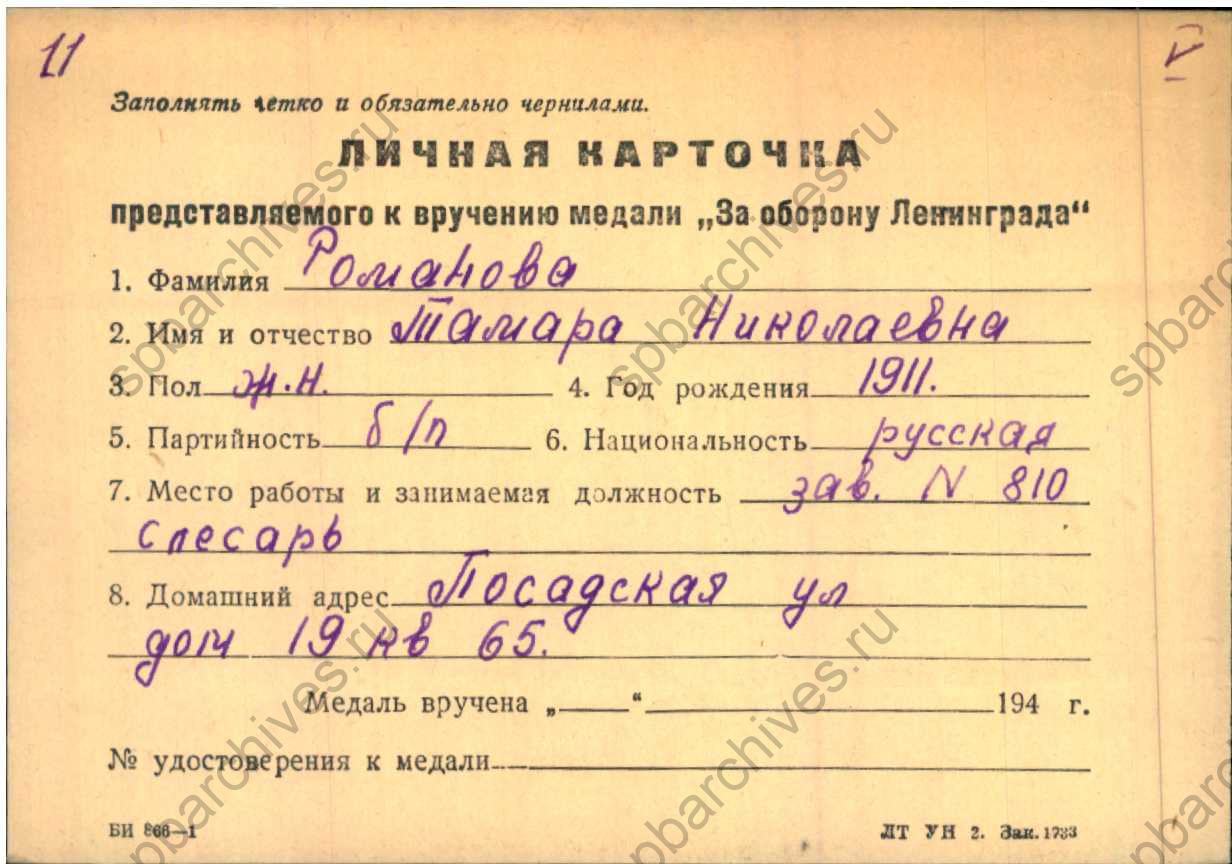 11 V
Заполнять четко и обязательно чернилами.
ЛИЧНАЯ КАРТОЧКА
представляемого к вручению медали „За оборону Ленинграда“
1. Фамилия Романова
2. Имя и отчество Тамара Николаевна
3. Пол ж.н. 4. Год рождения 1911.
5. Партийность б/п 6. Национальность русская
7. Место работы и занимаемая должность зав. N 810
слесарь
8. Домашний адрес Посадская ул
дом 19 кв 65.
Медаль вручена „ “ 194 г.
№ удостоверения к медали
БИ 866—1 ЛТ УН 2. Зак. 1733
spbarchives.ru